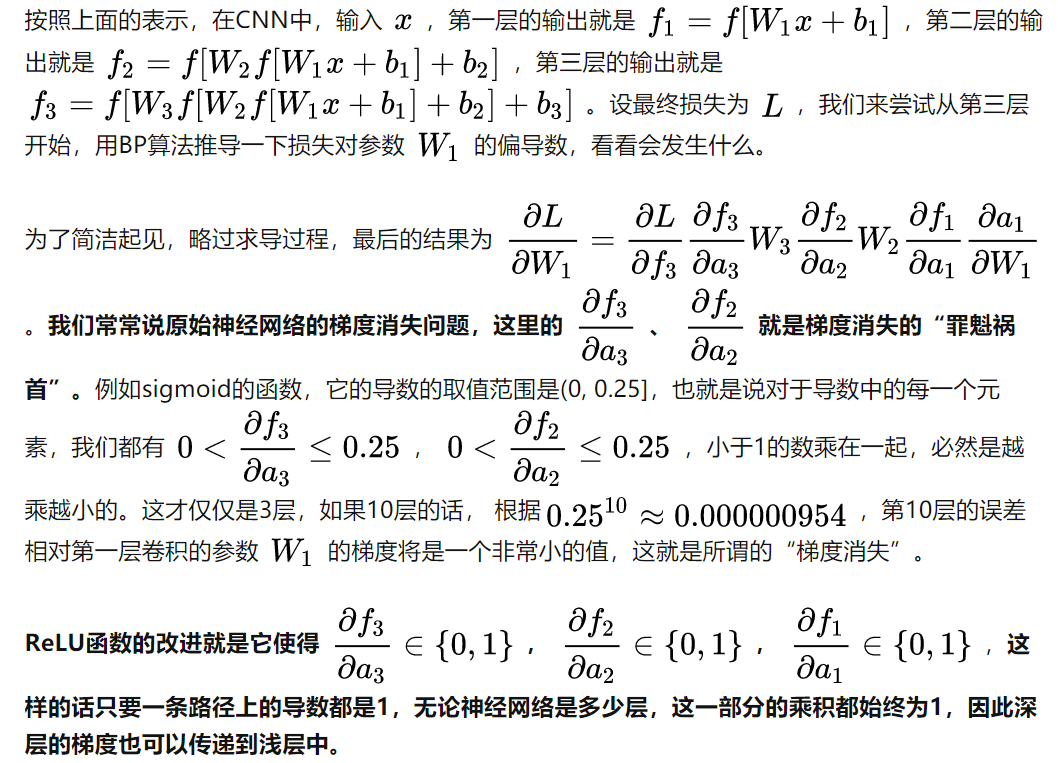 按照上面的表示，在CNN中，输入 $x$ ，第一层的输出就是 $f_1 = f[W_1x + b_1]$ ，第二层的输
出就是 $f_2 = f[W_2f[W_1x + b_1] + b_2]$ ，第三层的输出就是
$f_3 = f[W_3f[W_2f[W_1x + b_1] + b_2] + b_3]$ 。设最终损失为 $L$ ，我们来尝试从第三层
开始，用BP算法推导一下损失对参数 $W_1$ 的偏导数，看看会发生什么。
为了简洁起见，略过求导过程，最后的结果为 $\frac{\partial L}{\partial W_1} = \frac{\partial L}{\partial f_3}\frac{\partial f_3}{\partial a_3}W_3\frac{\partial f_2}{\partial a_2}W_2\frac{\partial f_1}{\partial a_1}\frac{\partial a_1}{\partial W_1}$
。我们常常说原始神经网络的梯度消失问题，这里的 $\frac{\partial f_3}{\partial a_3}$ 、 $\frac{\partial f_2}{\partial a_2}$ 就是梯度消失的“罪魁祸
首”。例如sigmoid的函数，它的导数的取值范围是(0, 0.25]，也就是说对于导数中的每一个元
素，我们都有 $0 < \frac{\partial f_3}{\partial a_3} \leq 0.25$ ， $0 < \frac{\partial f_2}{\partial a_2} \leq 0.25$ ，小于1的数乘在一起，必然是越
乘越小的。这才仅仅是3层，如果10层的话， 根据 $0.25^{10} \approx 0.000000954$ ，第10层的误差
相对第一层卷积的参数 $W_1$ 的梯度将是一个非常小的值，这就是所谓的“梯度消失”。
ReLU函数的改进就是它使得 $\frac{\partial f_3}{\partial a_3} \in \{0, 1\}$ ， $\frac{\partial f_2}{\partial a_2} \in \{0, 1\}$ ， $\frac{\partial f_1}{\partial a_1} \in \{0, 1\}$ ，这
样的话只要一条路径上的导数都是1，无论神经网络是多少层，这一部分的乘积都始终为1，因此深
层的梯度也可以传递到浅层中。